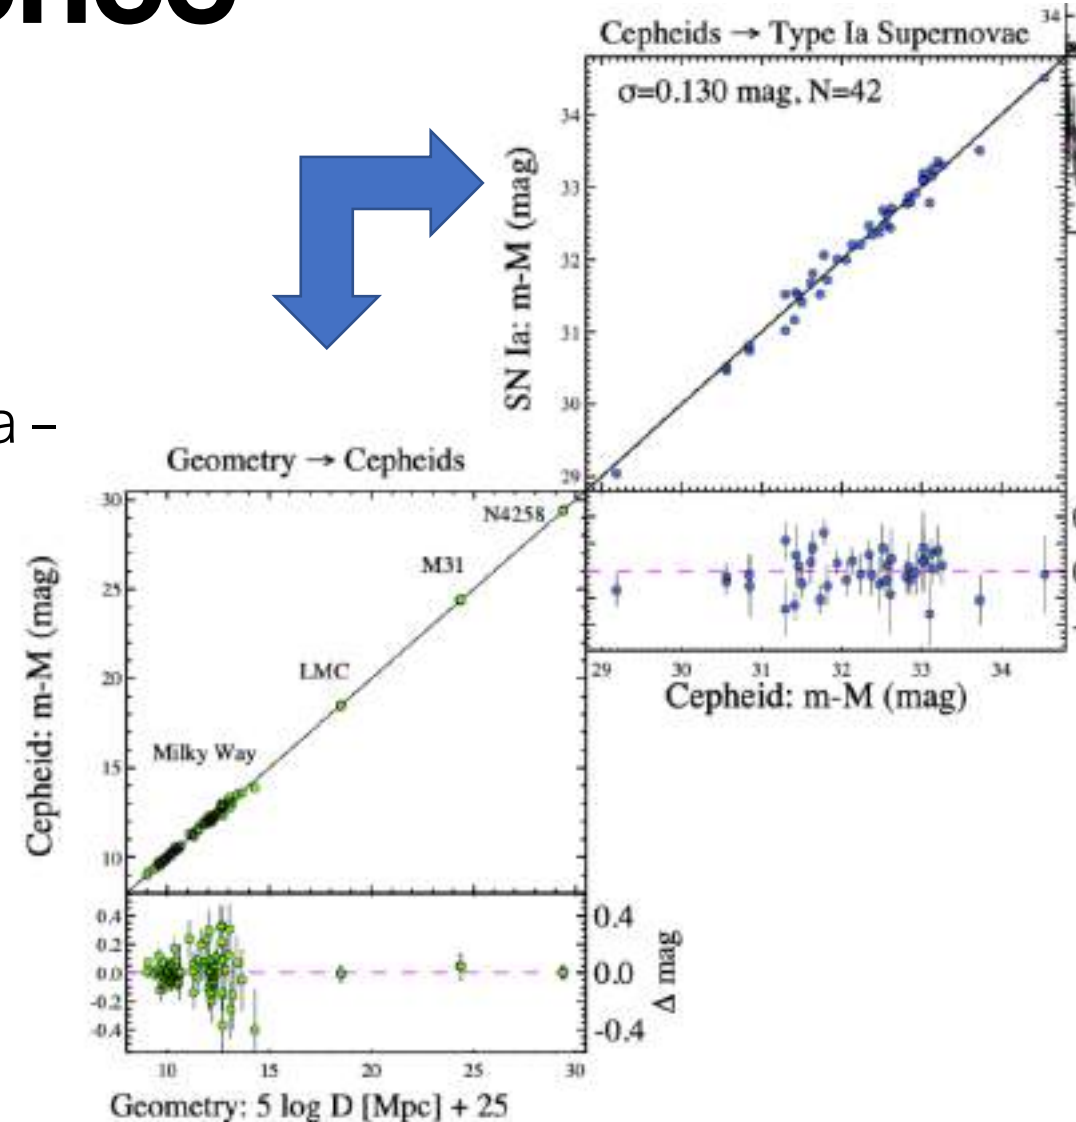 a –
Cepheids → Type Ia Supernovae
34
σ=0.130 mag, N=42
SN Ia: m-M (mag)
34
33
32
31
30
29
29 30 31 32 33 34
Cepheid: m-M (mag)
Geometry → Cepheids
Cepheid: m-M (mag)
30
25
20
15
10
N4258
M31
LMC
Milky Way
0.4
0.2
0.0
-0.2
-0.4
0.4
0.0
-0.4
Δ mag
10 15 20 25 30
Geometry: 5 log D [Mpc] + 25